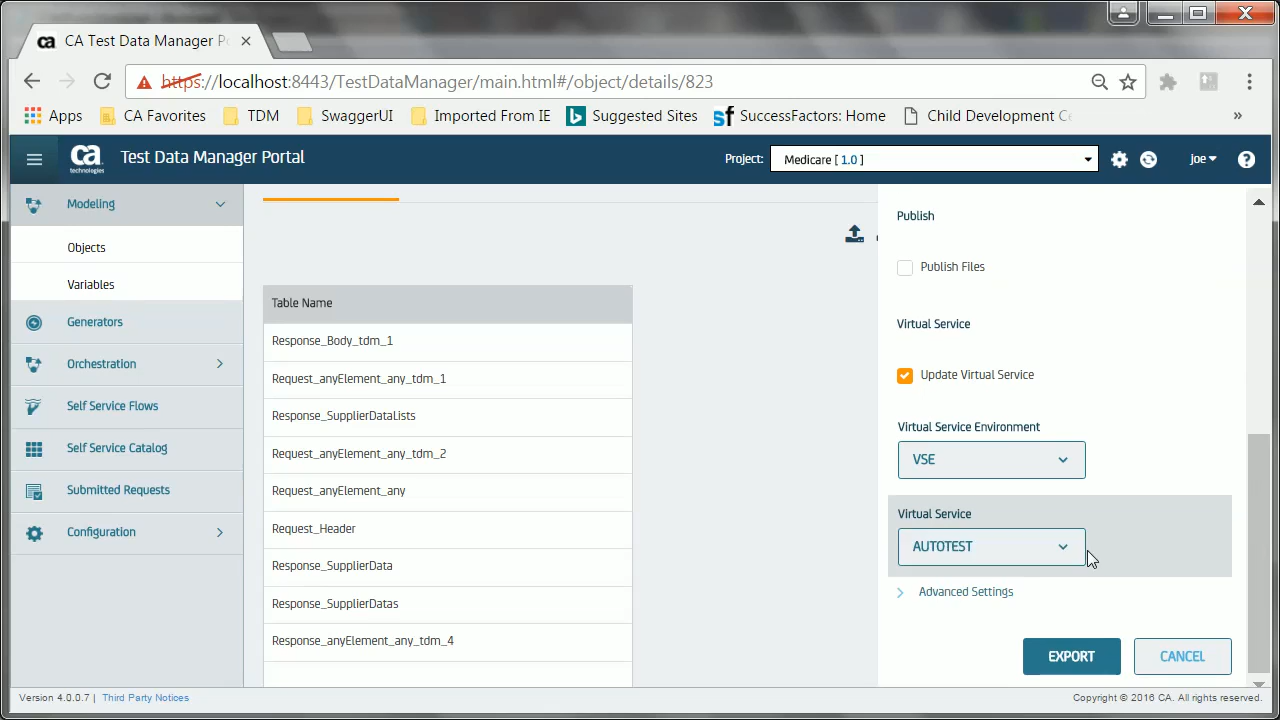 CA Test Data Manager P
https://localhost:8443/TestDataManager/main.html#/object/details/823
Apps CA Favorites TDM SwaggerUI Imported From IE Suggested Sites SuccessFactors: Home Child Development C
»
ca technologies
Test Data Manager Portal
Project: Medicare [ 1.0 ]
joe
Modeling
Objects
Variables
Generators
Orchestration
Self Service Flows
Self Service Catalog
Submitted Requests
Configuration
Table Name
Response_Body_tdm_1
Request_anyElement_any_tdm_1
Response_SupplierDataLists
Request_anyElement_any_tdm_2
Request_anyElement_any
Request_Header
Response_SupplierData
Response_SupplierDatas
Response_anyElement_any_tdm_4
Publish
Publish Files
Virtual Service
Update Virtual Service
Virtual Service Environment
VSE
Virtual Service
AUTOTEST
Advanced Settings
EXPORT CANCEL
Version 4.0.0.7 | Third Party Notices
Copyright © 2016 CA. All rights reserved.